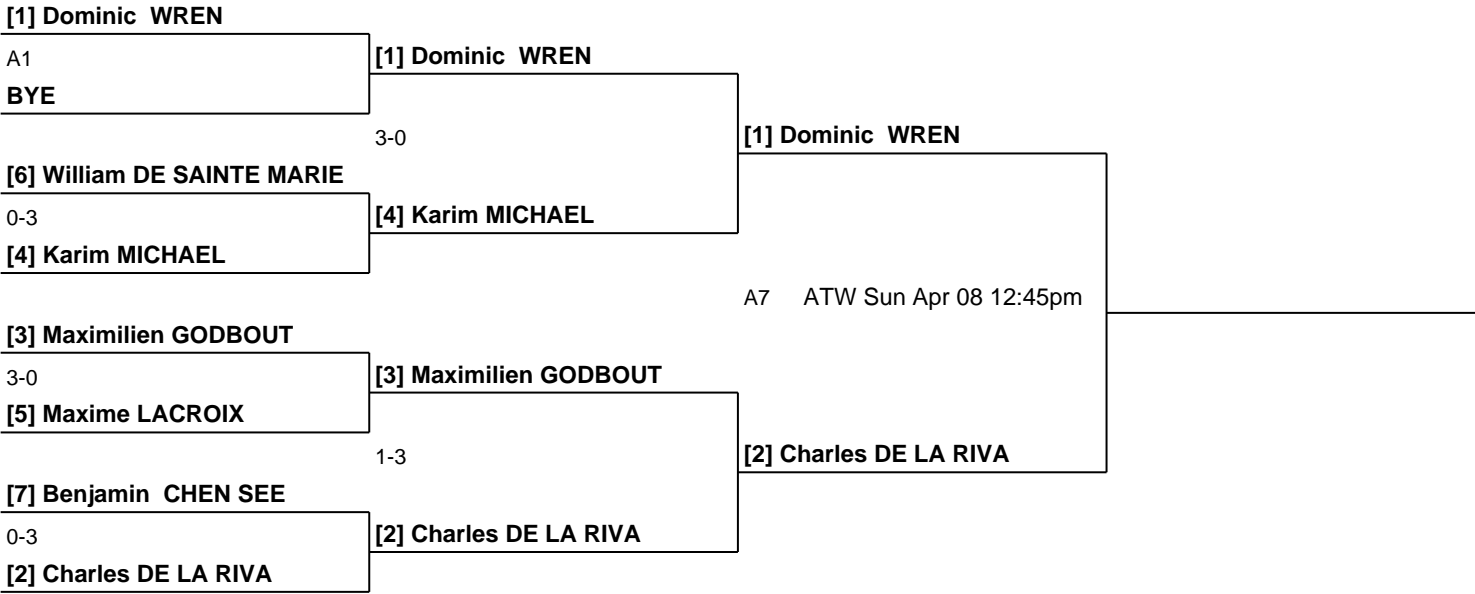 [1] Dominic  WREN
A1
[1] Dominic  WREN
BYE
3-0
[1] Dominic  WREN
[6] William DE SAINTE MARIE
0-3
[4] Karim MICHAEL
[4] Karim MICHAEL
A7 ATW Sun Apr 08 12:45pm
[3] Maximilien GODBOUT
3-0
[3] Maximilien GODBOUT
[5] Maxime LACROIX
1-3
[2] Charles DE LA RIVA
[7] Benjamin  CHEN SEE
0-3
[2] Charles DE LA RIVA
[2] Charles DE LA RIVA